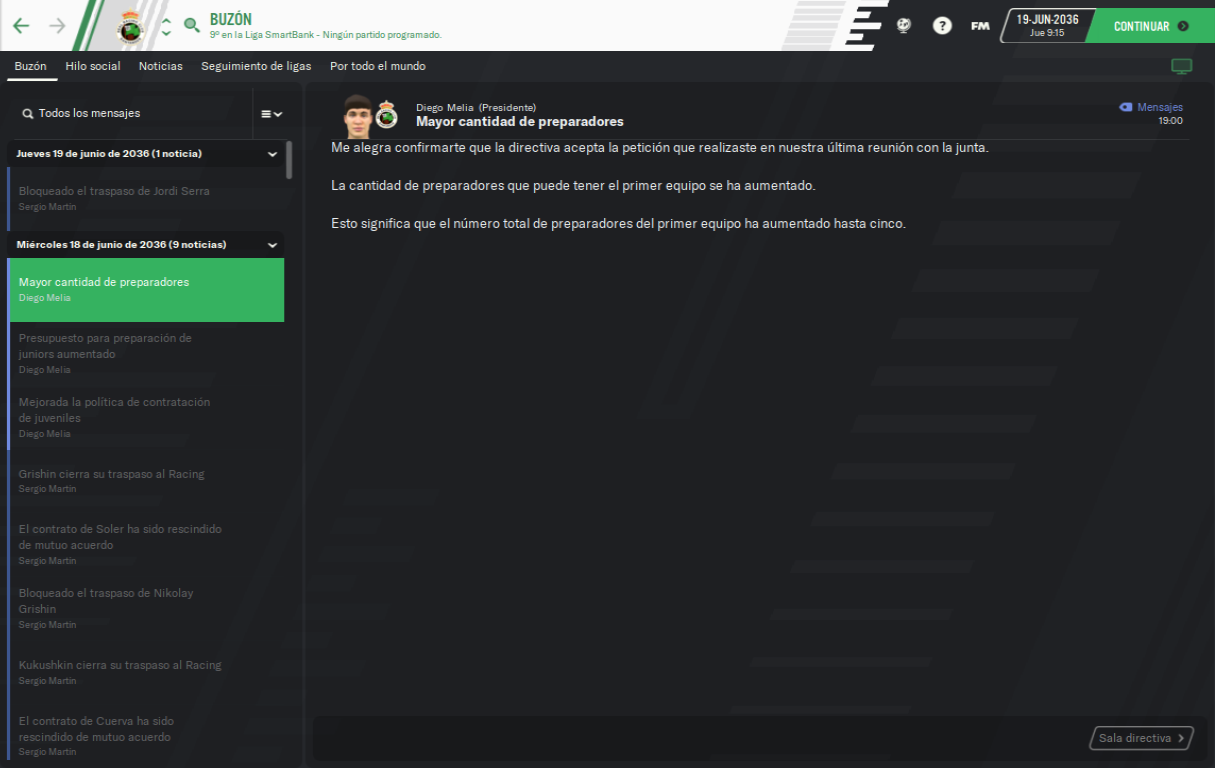 BUZÓN
9º en la Liga SmartBank - Ningún partido programado.
?
FM
19-JUN-2036
Jue 9:15
CONTINUAR
Buzón
Hilo social
Noticias
Seguimiento de ligas
Por todo el mundo
Todos los mensajes
Jueves 19 de junio de 2036 (1 noticia)
Bloqueado el traspaso de Jordi Serra
Sergio Martín
Miércoles 18 de junio de 2036 (9 noticias)
Mayor cantidad de preparadores
Diego Melia
Presupuesto para preparación de
juniors aumentado
Diego Melia
Mejorada la política de contratación
de juveniles
Diego Melia
Grishin cierra su traspaso al Racing
Sergio Martín
El contrato de Soler ha sido rescindido
de mutuo acuerdo
Sergio Martín
Bloqueado el traspaso de Nikolay
Grishin
Sergio Martín
Kukushkin cierra su traspaso al Racing
Sergio Martín
El contrato de Cuerva ha sido
rescindido de mutuo acuerdo
Sergio Martín
Diego Melia (Presidente)
Mayor cantidad de preparadores
Mensajes
19:00
Me alegra confirmarte que la directiva acepta la petición que realizaste en nuestra última reunión con la junta.
La cantidad de preparadores que puede tener el primer equipo se ha aumentado.
Esto significa que el número total de preparadores del primer equipo ha aumentado hasta cinco.
Sala directiva